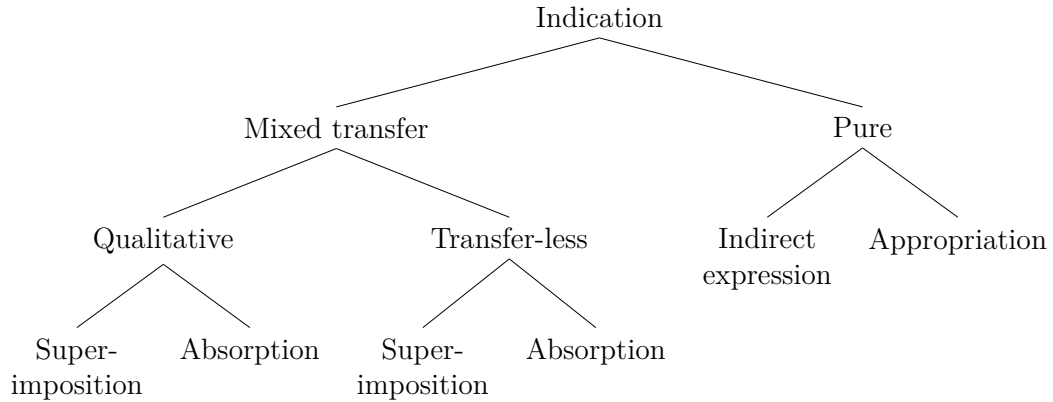 Indication
Mixed transfer
Pure
Qualitative
Transfer-less
Indirect
expression
Appropriation
Super-
imposition
Absorption
Super-
imposition
Absorption